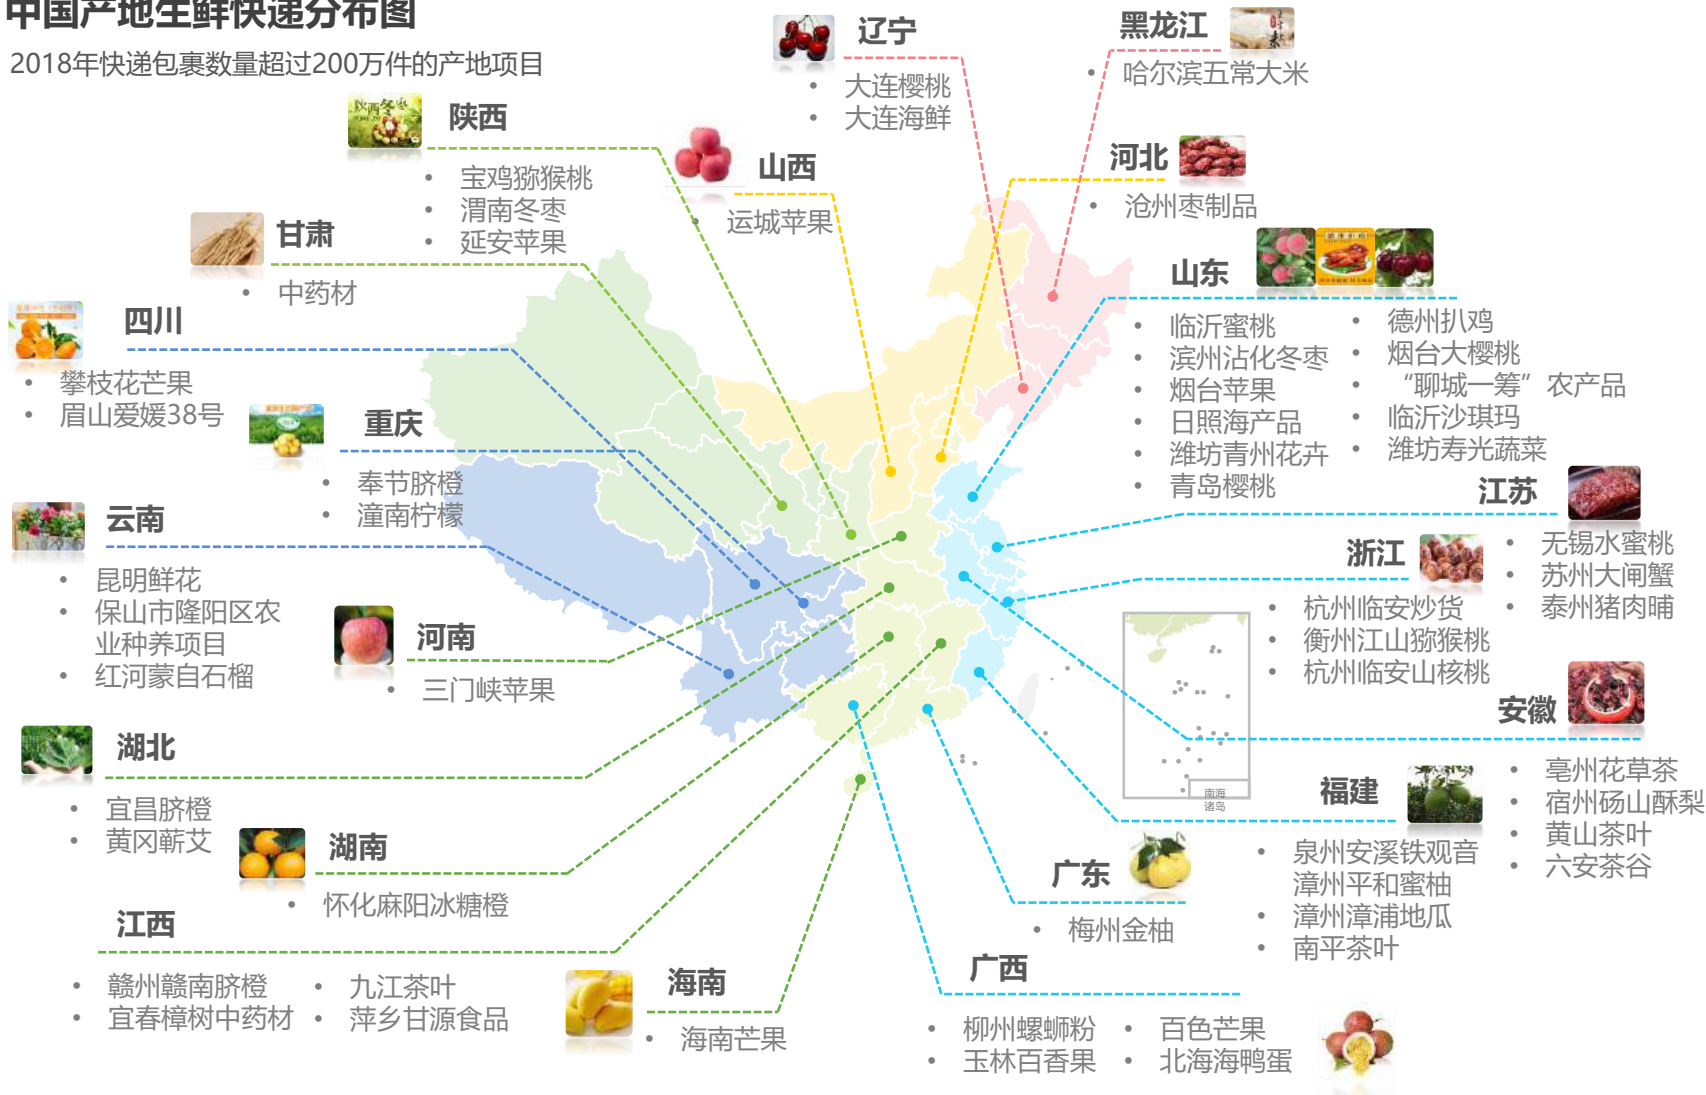 中国产地生鲜快递分布图
2018年快递包裹数量超过200万件的产地项目
辽宁
• 大连樱桃
• 大连海鲜
黑龙江
• 哈尔滨五常大米
陕西
• 宝鸡猕猴桃
• 渭南冬枣
• 延安苹果
山西
• 运城苹果
河北
• 沧州枣制品
甘肃
• 中药材
山东
• 临沂蜜桃
• 滨州沾化冬枣
• 烟台苹果
• 日照海产品
• 潍坊青州花卉
• 青岛樱桃
• 德州扒鸡
• 烟台大樱桃
• “聊城一筹”农产品
• 临沂沙琪玛
• 潍坊寿光蔬菜
四川
• 攀枝花芒果
• 眉山爱媛38号
重庆
• 奉节脐橙
• 潼南柠檬
江苏
• 无锡水蜜桃
• 苏州大闸蟹
• 泰州猪肉哺
云南
• 昆明鲜花
• 保山市隆阳区农
业种养项目
• 红河蒙自石榴
浙江
• 杭州临安炒货
• 衡州江山猕猴桃
• 杭州临安山核桃
河南
• 三门峡苹果
安徽
• 亳州花草茶
• 宿州砀山酥梨
• 黄山茶叶
• 六安茶谷
湖北
• 宜昌脐橙
• 黄冈蕲艾
南海
诸岛
福建
• 泉州安溪铁观音
漳州平和蜜柚
• 漳州漳浦地瓜
• 南平茶叶
湖南
• 怀化麻阳冰糖橙
广东
• 梅州金柚
江西
• 赣州赣南脐橙
• 宜春樟树中药材
• 九江茶叶
• 萍乡甘源食品
海南
• 海南芒果
广西
• 柳州螺蛳粉
• 玉林百香果
• 百色芒果
• 北海海鸭蛋